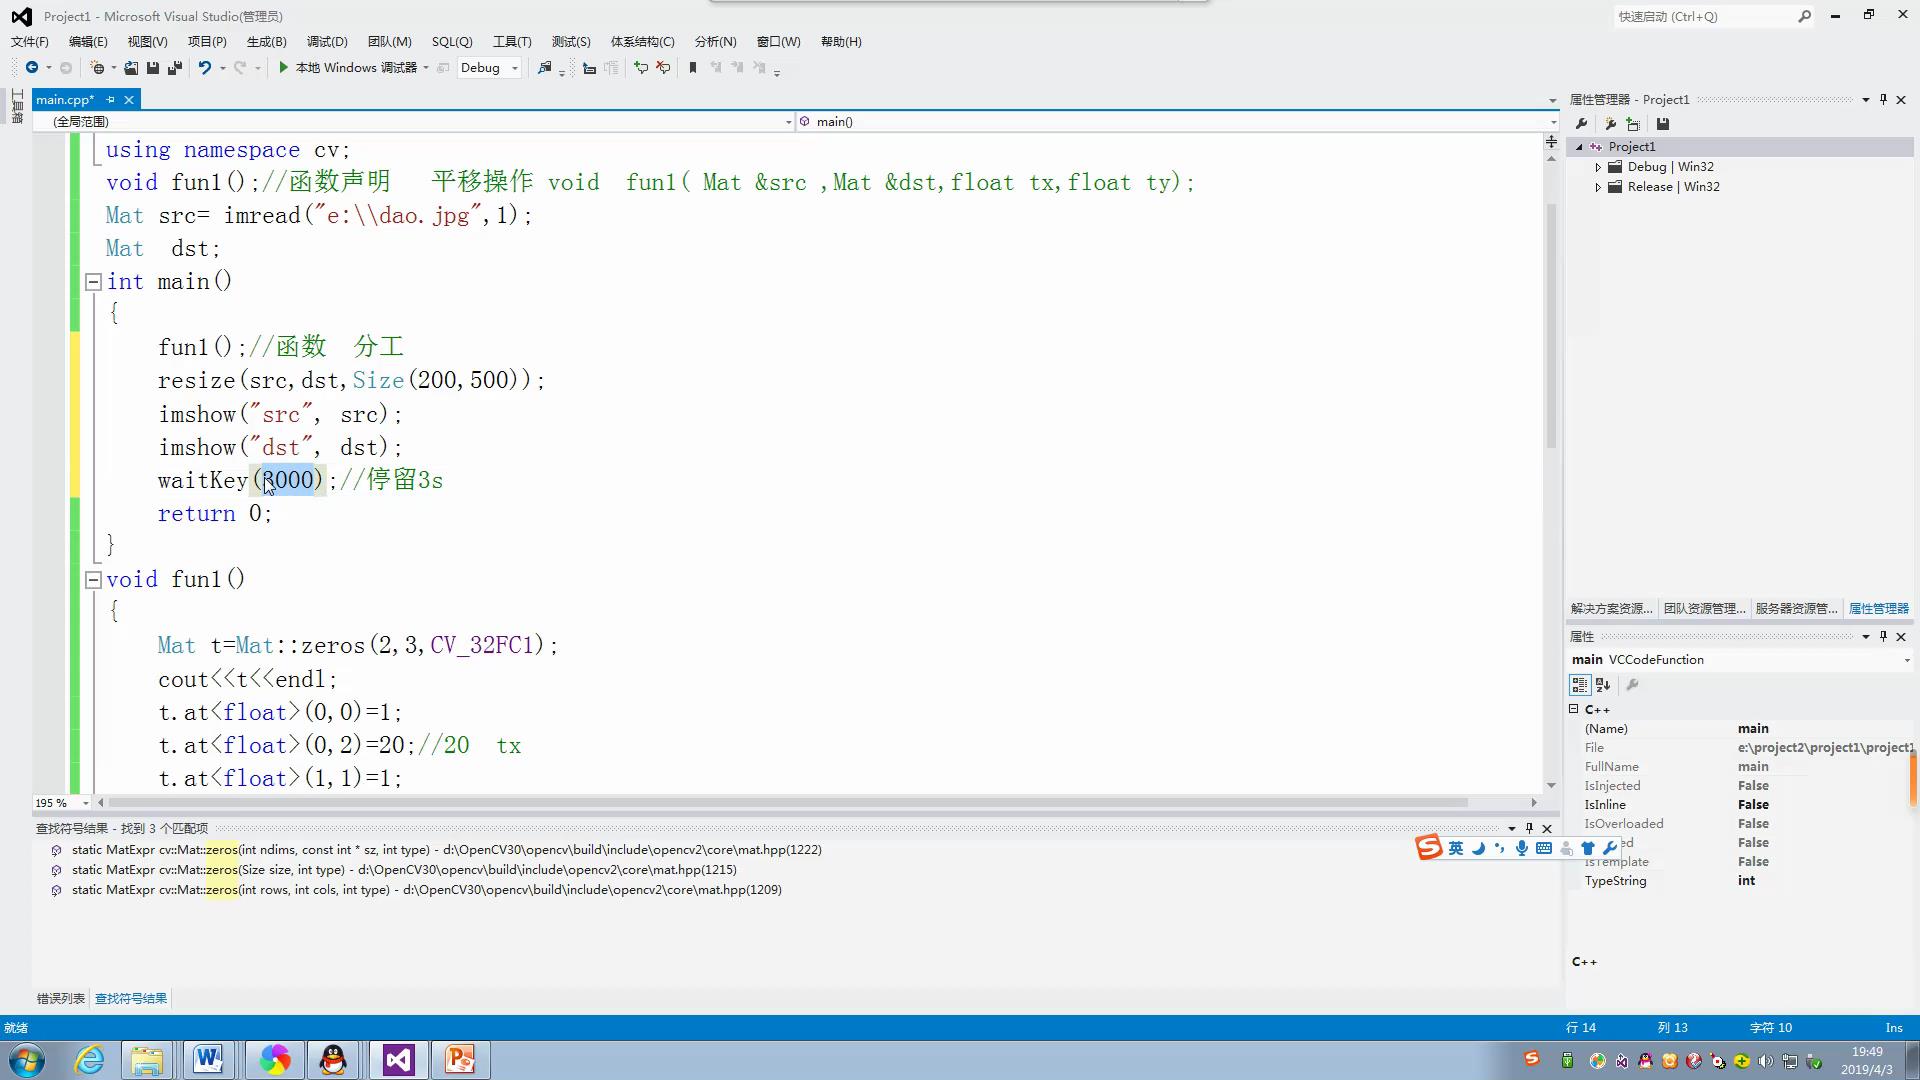 Project1 - Microsoft Visual Studio(管理员)
快速启动 (Ctrl+Q)
文件(F) 编辑(E) 视图(V) 项目(P) 生成(B) 调试(D) 团队(M) SQL(Q) 工具(T) 测试(S) 体系结构(C) 分析(N) 窗口(W) 帮助(H)
本地 Windows 调试器 Debug
工具箱
main.cpp*
(全局范围) main()
using namespace cv;
void fun1();//函数声明 平移操作 void fun1( Mat &src ,Mat &dst,float tx,float ty);
Mat src= imread("e:\\dao.jpg",1);
Mat dst;
int main()
{
fun1();//函数 分工
resize(src,dst,Size(200,500));
imshow("src", src);
imshow("dst", dst);
waitKey(3000);//停留3s
return 0;
}
void fun1()
{
Mat t=Mat::zeros(2,3,CV_32FC1);
cout<<t<<endl;
t.at<float>(0,0)=1;
t.at<float>(0,2)=20;//20 tx
t.at<float>(1,1)=1;
195 %
查找符号结果 - 找到 3 个匹配项
static MatExpr cv::Mat::zeros(int ndims, const int * sz, int type) - d:\OpenCV30\opencv\build\include\opencv2\core\mat.hpp(1222)
static MatExpr cv::Mat::zeros(Size size, int type) - d:\OpenCV30\opencv\build\include\opencv2\core\mat.hpp(1215)
static MatExpr cv::Mat::zeros(int rows, int cols, int type) - d:\OpenCV30\opencv\build\include\opencv2\core\mat.hpp(1209)
错误列表 查找符号结果
属性管理器 - Project1
Project1
Debug | Win32
Release | Win32
解决方案资源... 团队资源管理... 服务器资源管... 属性管理器
属性
main VCCodeFunction
C++
(Name) main
File e:\project2\project1\project1
FullName main
IsInjected False
IsInline False
IsOverloaded False
英
False
IsTemplate False
TypeString int
C++
就绪 行 14 列 13 字符 10 Ins
19:49
2019/4/3